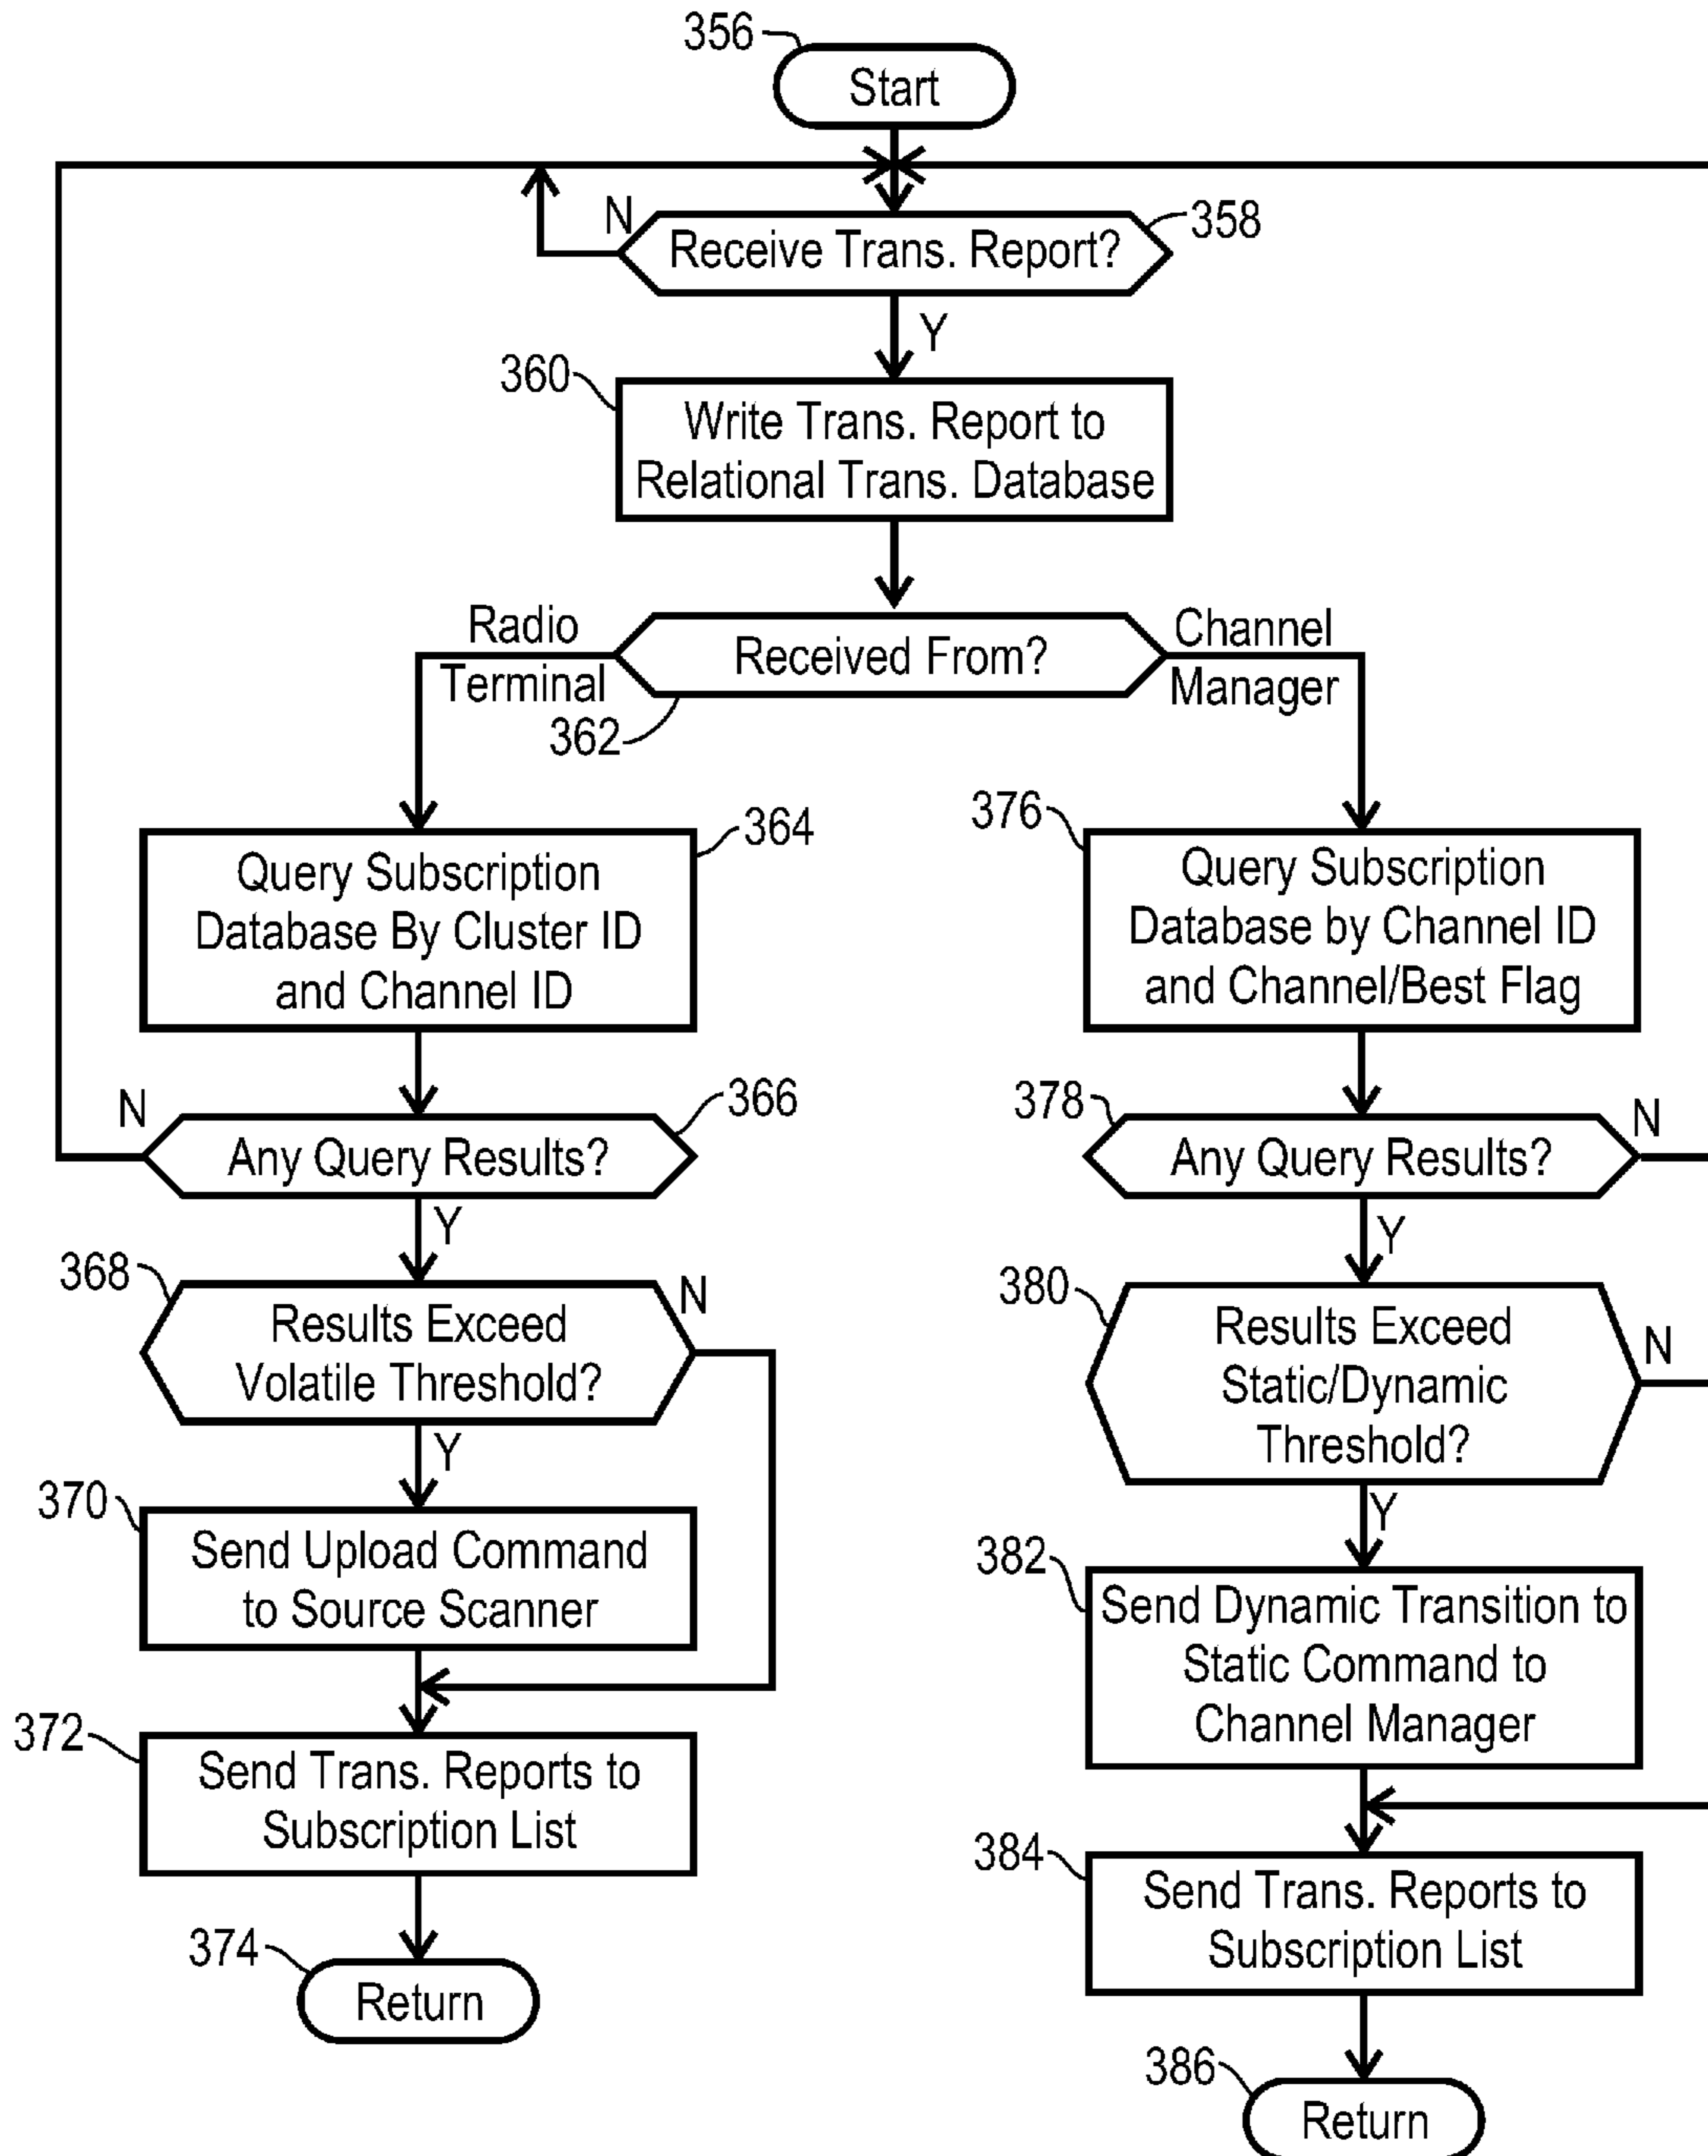 356
Start
N
358
Receive Trans. Report?
Y
360
Write Trans. Report to
Relational Trans. Database
Radio
Terminal
Received From?
Channel
Manager
362
364
Query Subscription
Database By Cluster ID
and Channel ID
376
Query Subscription
Database by Channel ID
and Channel/Best Flag
N
366
Any Query Results?
Y
378
N
Any Query Results?
Y
368
N
Results Exceed
Volatile Threshold?
Y
380
N
Results Exceed
Static/Dynamic
Threshold?
Y
370
Send Upload Command
to Source Scanner
382
Send Dynamic Transition to
Static Command to
Channel Manager
372
Send Trans. Reports to
Subscription List
384
Send Trans. Reports to
Subscription List
374
Return
386
Return